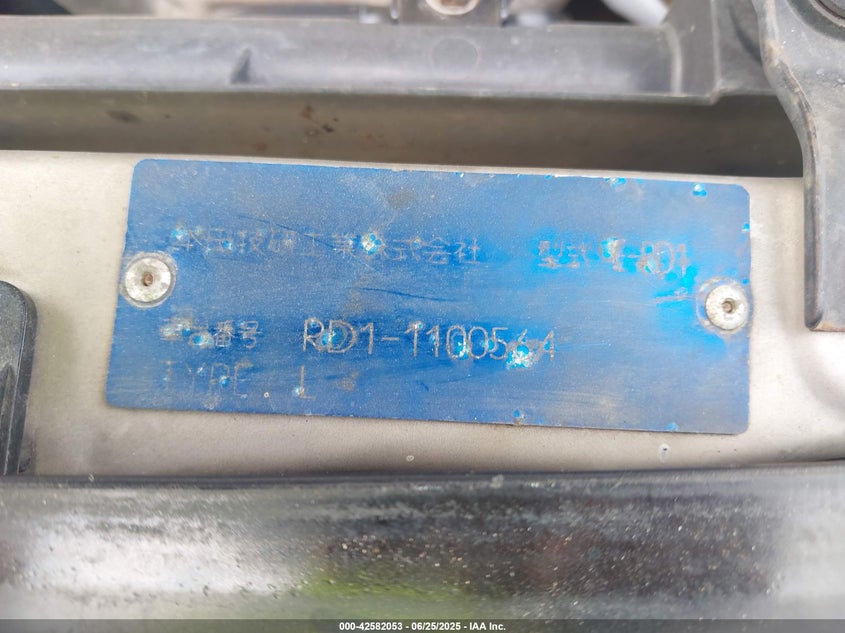 本田技研工業株式会社 型式 E-RD1
車台番号 RD1-1100564
TYPE L
000-42582053 - 06/25/2025 - IAA Inc.